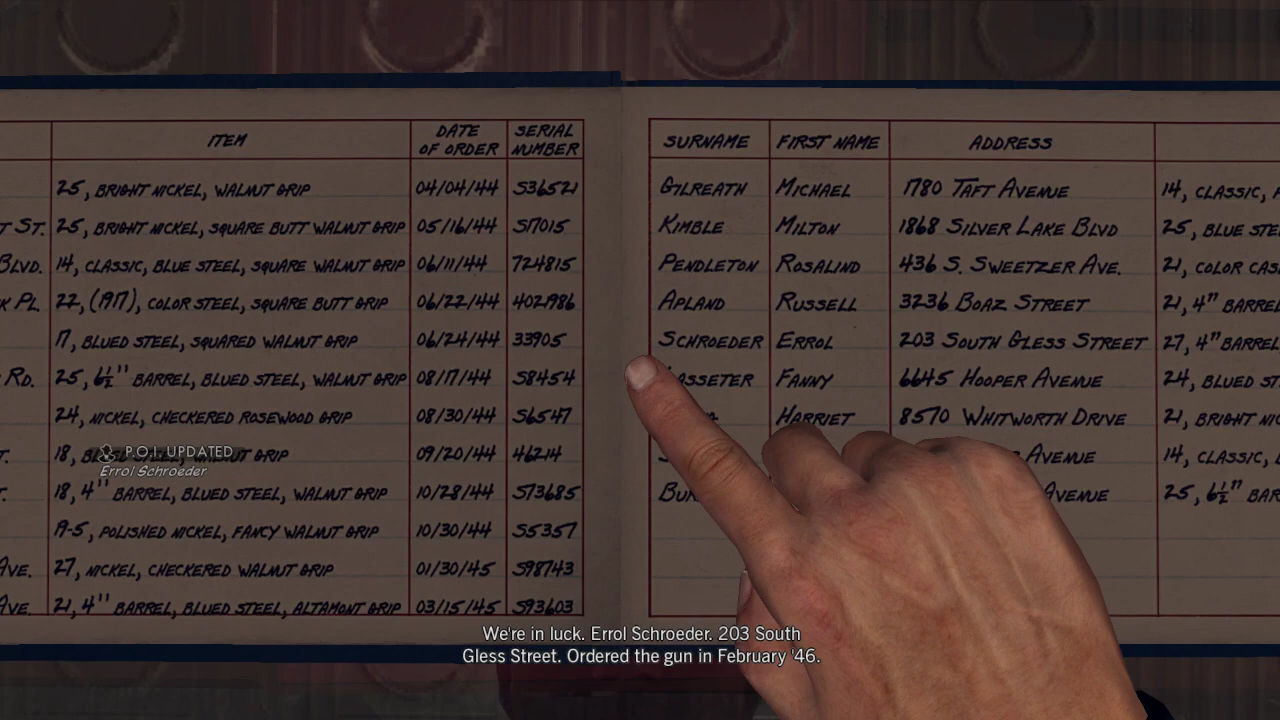 ITEM DATE OF ORDER SERIAL NUMBER
25, BRIGHT NICKEL, WALNUT GRIP 04/04/44 S36521
ST. 25, BRIGHT NICKEL, SQUARE BUTT WALNUT GRIP 05/16/44 S17015
BLVD. 14, CLASSIC, BLUE STEEL, SQUARE WALNUT GRIP 06/11/44 724815
PL 22, (1917), COLOR STEEL, SQUARE BUTT GRIP 06/22/44 402986
17, BLUED STEEL, SQUARED WALNUT GRIP 06/24/44 33905
RD. 25, 6½" BARREL, BLUED STEEL, WALNUT GRIP 08/17/44 S8454
24, NICKEL, CHECKERED ROSEWOOD GRIP 08/30/44 S6547
18, BLUED STEEL, WALNUT GRIP 09/20/44 46214
P.O.I. UPDATED
Errol Schroeder
18, 4" BARREL, BLUED STEEL, WALNUT GRIP 10/28/44 S73685
19-5, POLISHED NICKEL, FANCY WALNUT GRIP 10/30/44 S5357
AVE. 27, NICKEL, CHECKERED WALNUT GRIP 01/30/45 S98743
AVE. 21, 4" BARREL, BLUED STEEL, ALTAMONT GRIP 03/15/45 S93603
SURNAME FIRST NAME ADDRESS
GILREATH MICHAEL 1780 TAFT AVENUE 14, CLASSIC,
KIMBLE MILTON 1868 SILVER LAKE BLVD 25, BLUE STE
PENDLETON ROSALIND 436 S. SWEETZER AVE. 21, COLOR CAS
APLAND RUSSELL 3236 BOAZ STREET 21, 4" BARREL
SCHROEDER ERROL 203 SOUTH GLESS STREET 27, 4" BARREL
ASSETER FANNY 6645 HOOPER AVENUE 24, BLUED ST
HARRIET 8570 WHITWORTH DRIVE 21, BRIGHT NIC
AVENUE 14, CLASSIC,
BUR AVENUE 25, 6½" BAR
We're in luck. Errol Schroeder. 203 South
Gless Street. Ordered the gun in February '46.